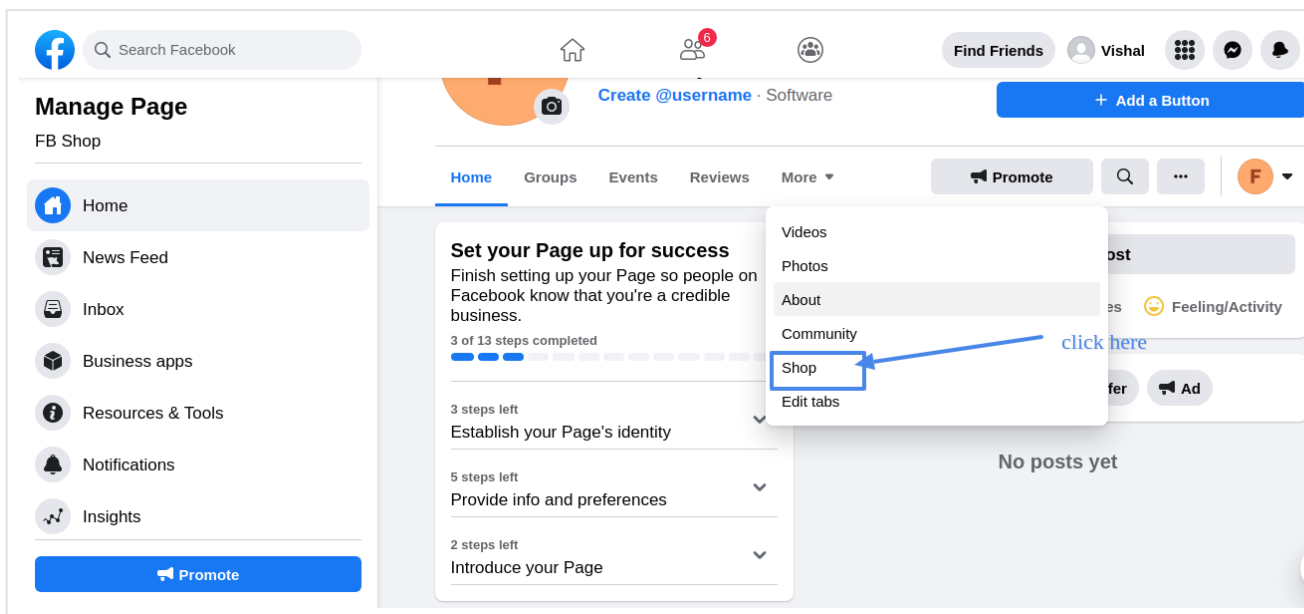 Search Facebook
6
Find Friends
Vishal
Manage Page
FB Shop
Home
News Feed
Inbox
Business apps
Resources & Tools
Notifications
Insights
Promote
Create @username · Software
+ Add a Button
Home Groups Events Reviews More
Promote
F
Set your Page up for success
Finish setting up your Page so people on
Facebook know that you're a credible
business.
3 of 13 steps completed
3 steps left
Establish your Page's identity
5 steps left
Provide info and preferences
2 steps left
Introduce your Page
Videos
Photos
About
Community
Shop
Edit tabs
click here
ost
es
Feeling/Activity
fer
Ad
No posts yet